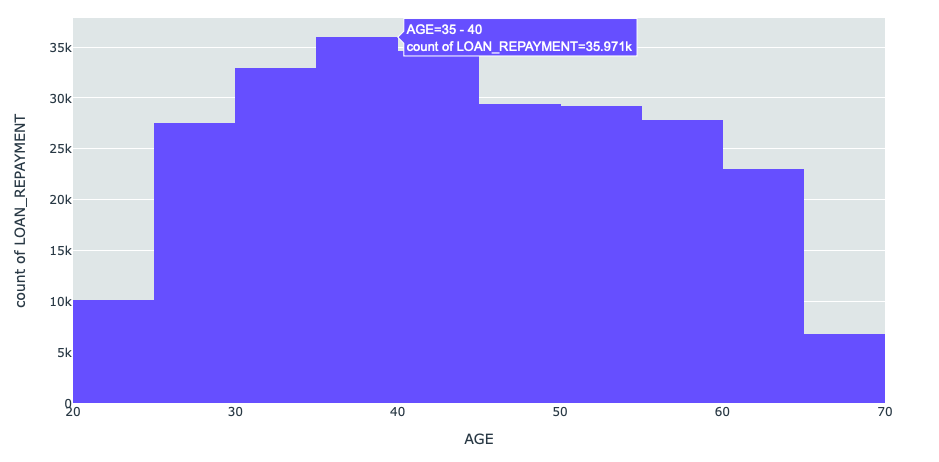 AGE=35 - 40
count of LOAN_REPAYMENT=35.971k
35k
30k
25k
20k
15k
10k
5k
0
count of LOAN_REPAYMENT
20
30
40
50
60
70
AGE